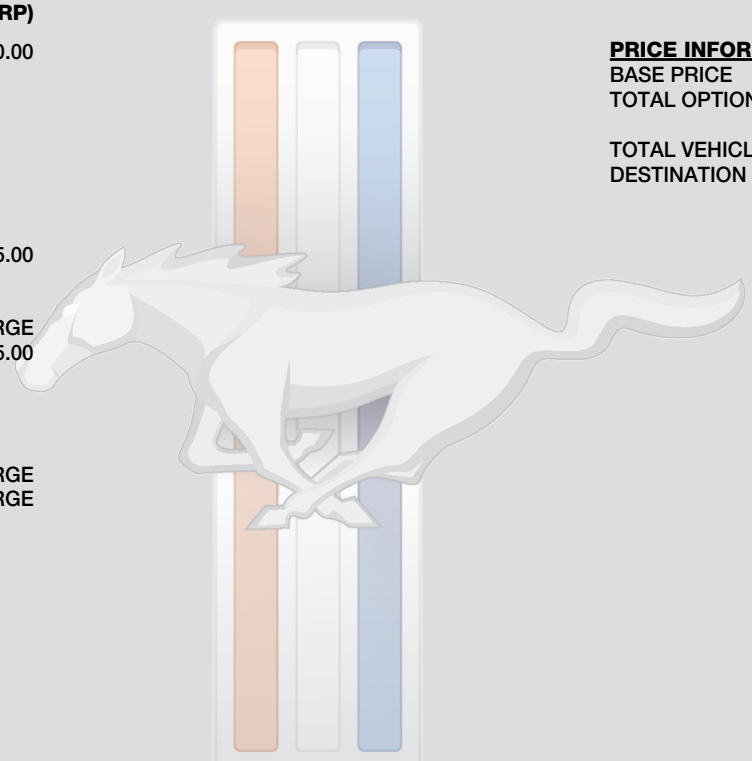 RP)
0.00
5.00
RGE
5.00
RGE
RGE
PRICE INFOR
BASE PRICE
TOTAL OPTION
TOTAL VEHICL
DESTINATION